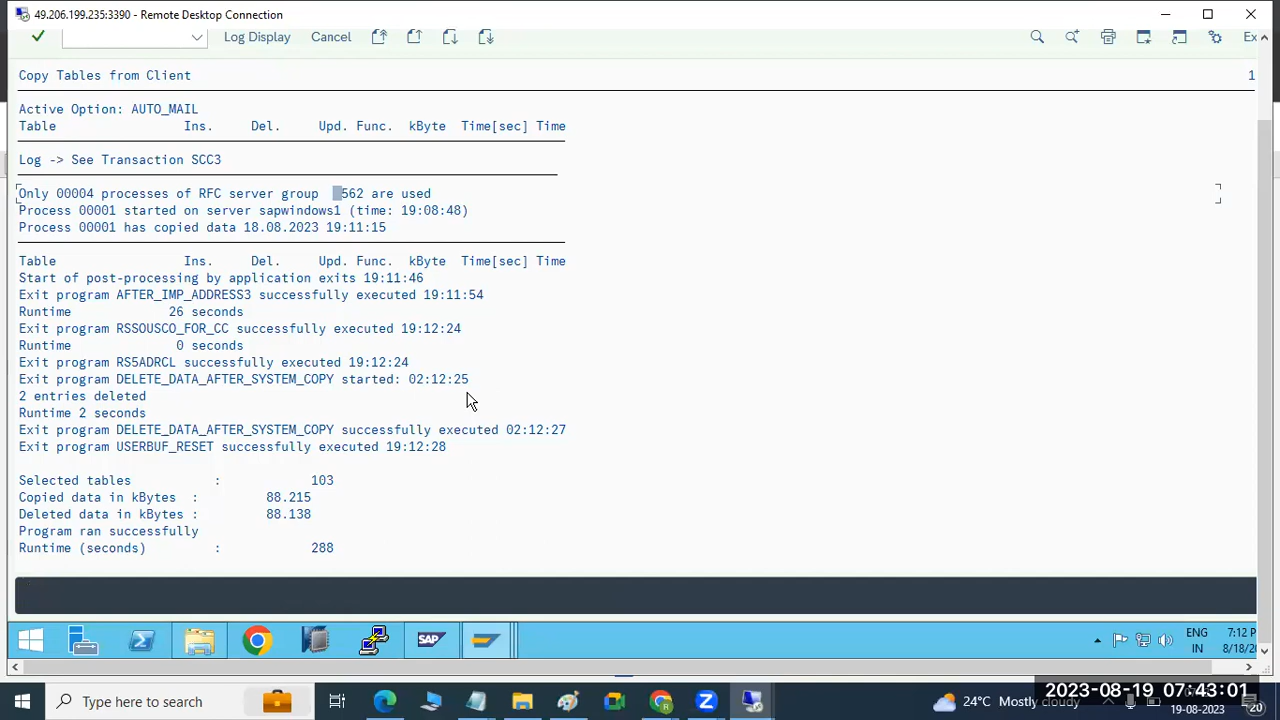 49.206.199.235:3390 - Remote Desktop Connection
Log Display Cancel Ex
Copy Tables from Client 1
Active Option: AUTO_MAIL
Table Ins. Del. Upd. Func. kByte Time[sec] Time
Log -> See Transaction SCC3
Only 00004 processes of RFC server group 562 are used
Process 00001 started on server sapwindows1 (time: 19:08:48)
Process 00001 has copied data 18.08.2023 19:11:15
Table Ins. Del. Upd. Func. kByte Time[sec] Time
Start of post-processing by application exits 19:11:46
Exit program AFTER_IMP_ADDRESS3 successfully executed 19:11:54
Runtime 26 seconds
Exit program RSSOUSCO_FOR_CC successfully executed 19:12:24
Runtime 0 seconds
Exit program RS5ADRCL successfully executed 19:12:24
Exit program DELETE_DATA_AFTER_SYSTEM_COPY started: 02:12:25
2 entries deleted
Runtime 2 seconds
Exit program DELETE_DATA_AFTER_SYSTEM_COPY successfully executed 02:12:27
Exit program USERBUF_RESET successfully executed 19:12:28
Selected tables : 103
Copied data in kBytes : 88.215
Deleted data in kBytes : 88.138
Program ran successfully
Runtime (seconds) : 288
SAP
ENG 7:12 P
IN 8/18/20
Type here to search
24°C Mostly cloudy
2023-08-19 07:43:01
19-08-2023
20